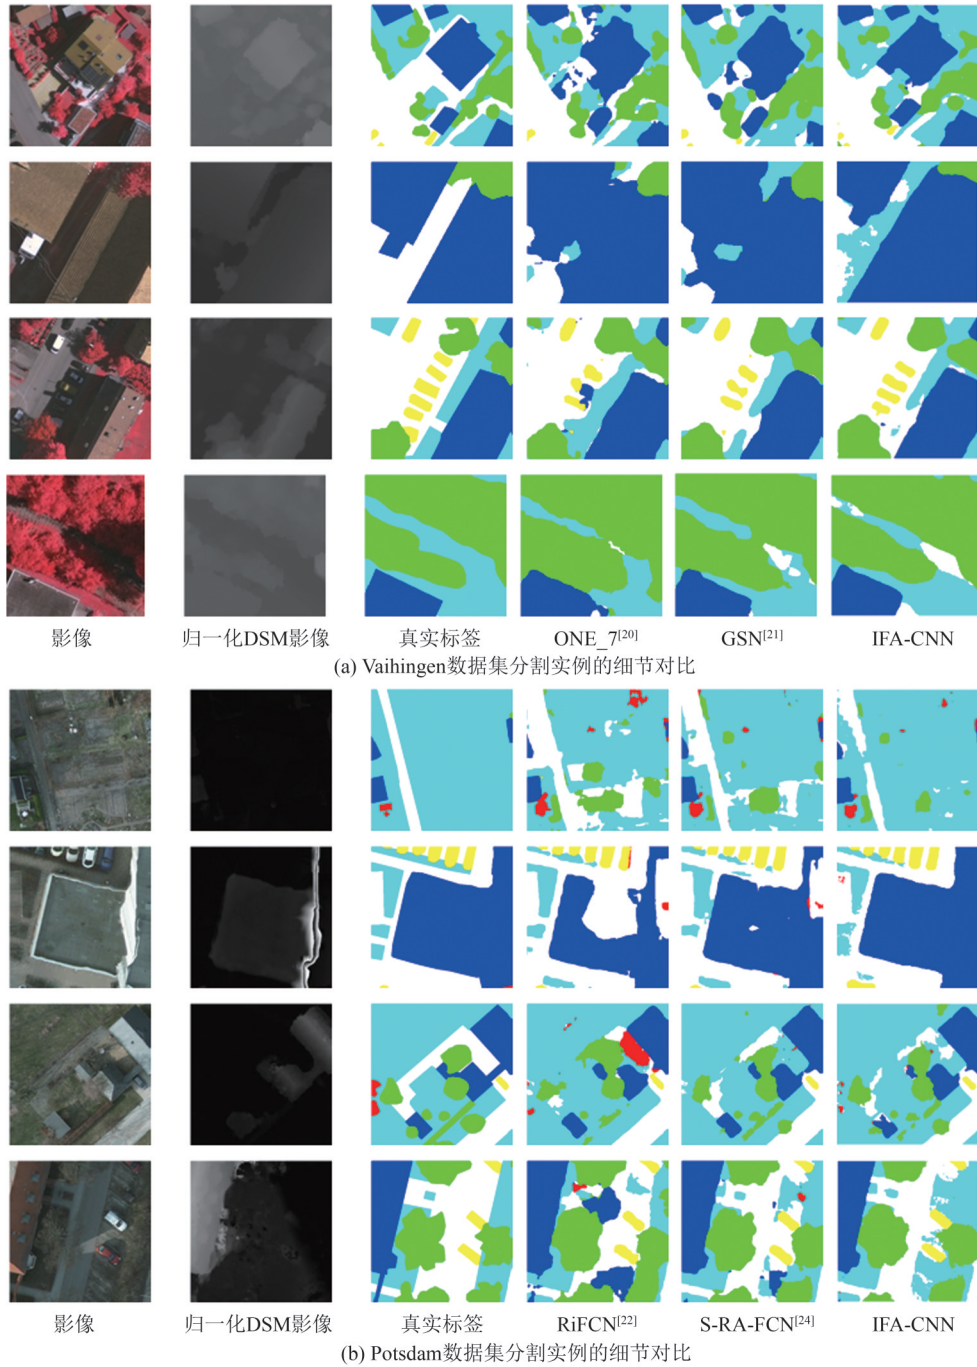 影像 归一化DSM影像 真实标签 ONE_7[20] GSN[21] IFA-CNN
(a) Vaihingen数据集分割实例的细节对比
影像 归一化DSM影像 真实标签 RiFCN[22] S-RA-FCN[24] IFA-CNN
(b) Potsdam数据集分割实例的细节对比